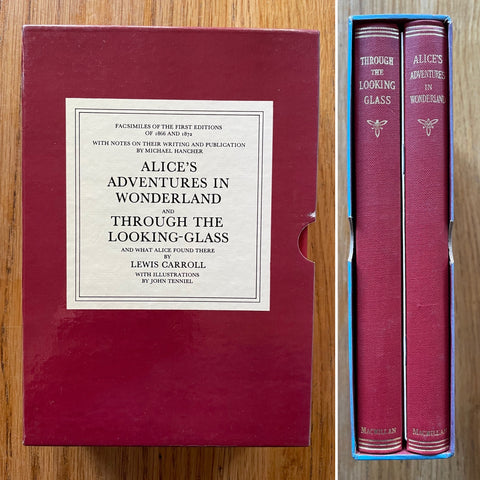 FACSIMILES OF THE FIRST EDITIONS
OF 1866 AND 1872
WITH NOTES ON THEIR WRITING AND PUBLICATION
BY MICHAEL HANCHER
ALICE'S
ADVENTURES IN
WONDERLAND
AND
THROUGH THE
LOOKING-GLASS
AND WHAT ALICE FOUND THERE
BY
LEWIS CARROLL
WITH ILLUSTRATIONS
BY JOHN TENNIEL
THROUGH
THE
LOOKING
GLASS
MACMILLAN
ALICE'S
ADVENTURES
IN
WONDERLAND
MACMILLAN